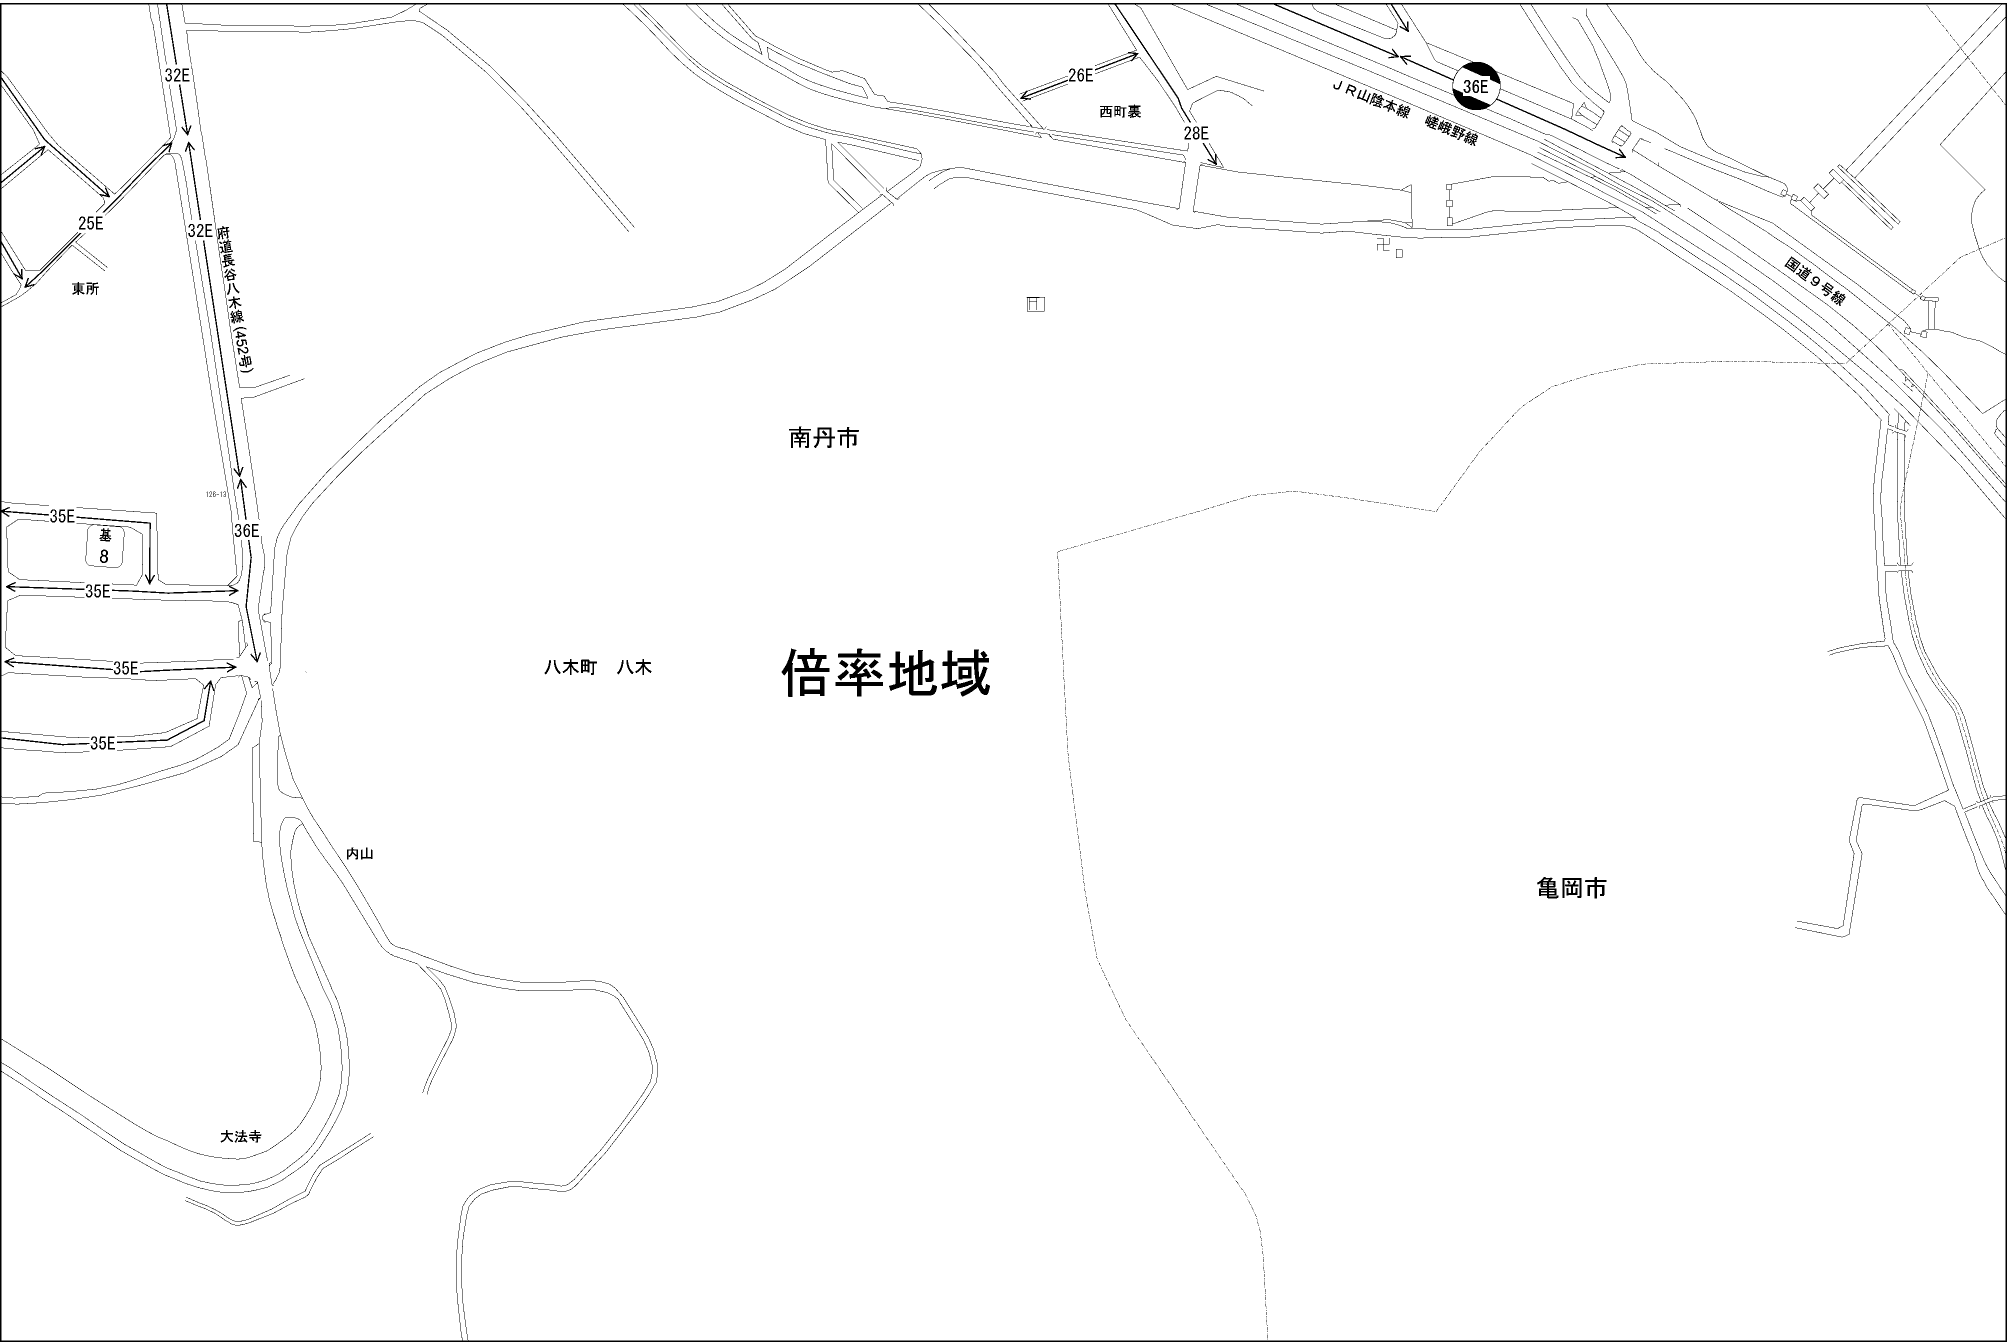 32E
26E
36E
西町裏
28E
JR山陰本線 嵯峨野線
25E
32E
府道長谷八木線(452号)
東所
国道9号線
南丹市
126-13
35E
36E
基
8
35E
35E
八木町 八木
倍率地域
35E
内山
亀岡市
大法寺